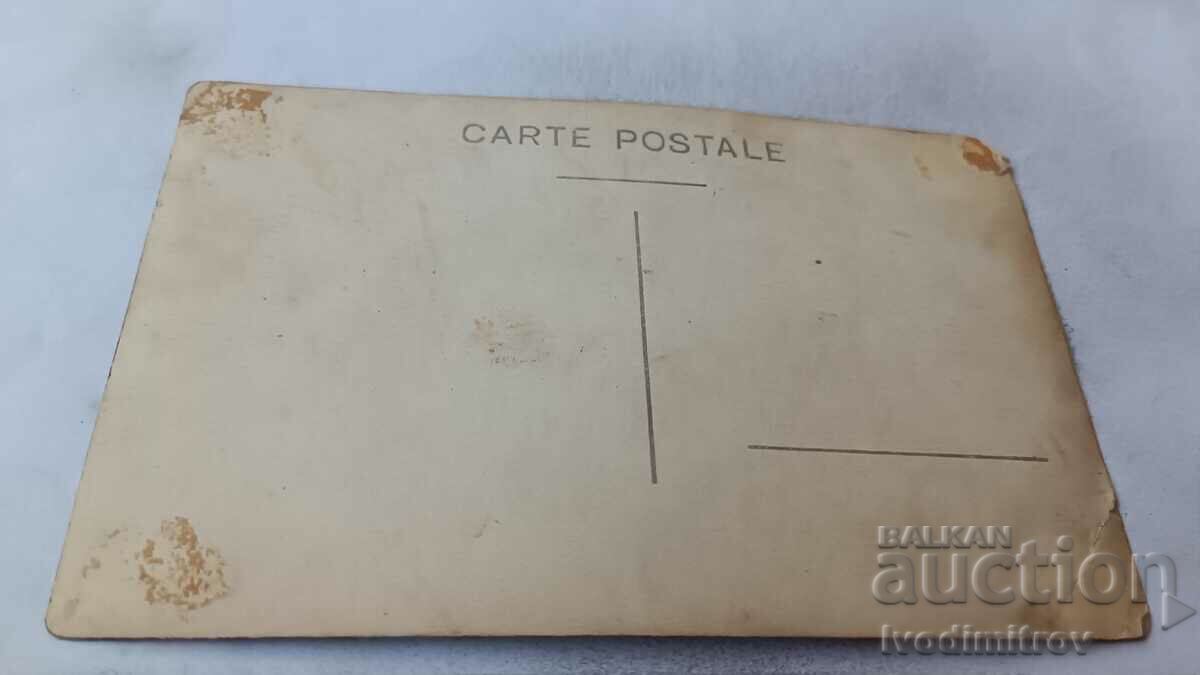 CARTE POSTALE
BALKAN
auction
Ivodimitrov